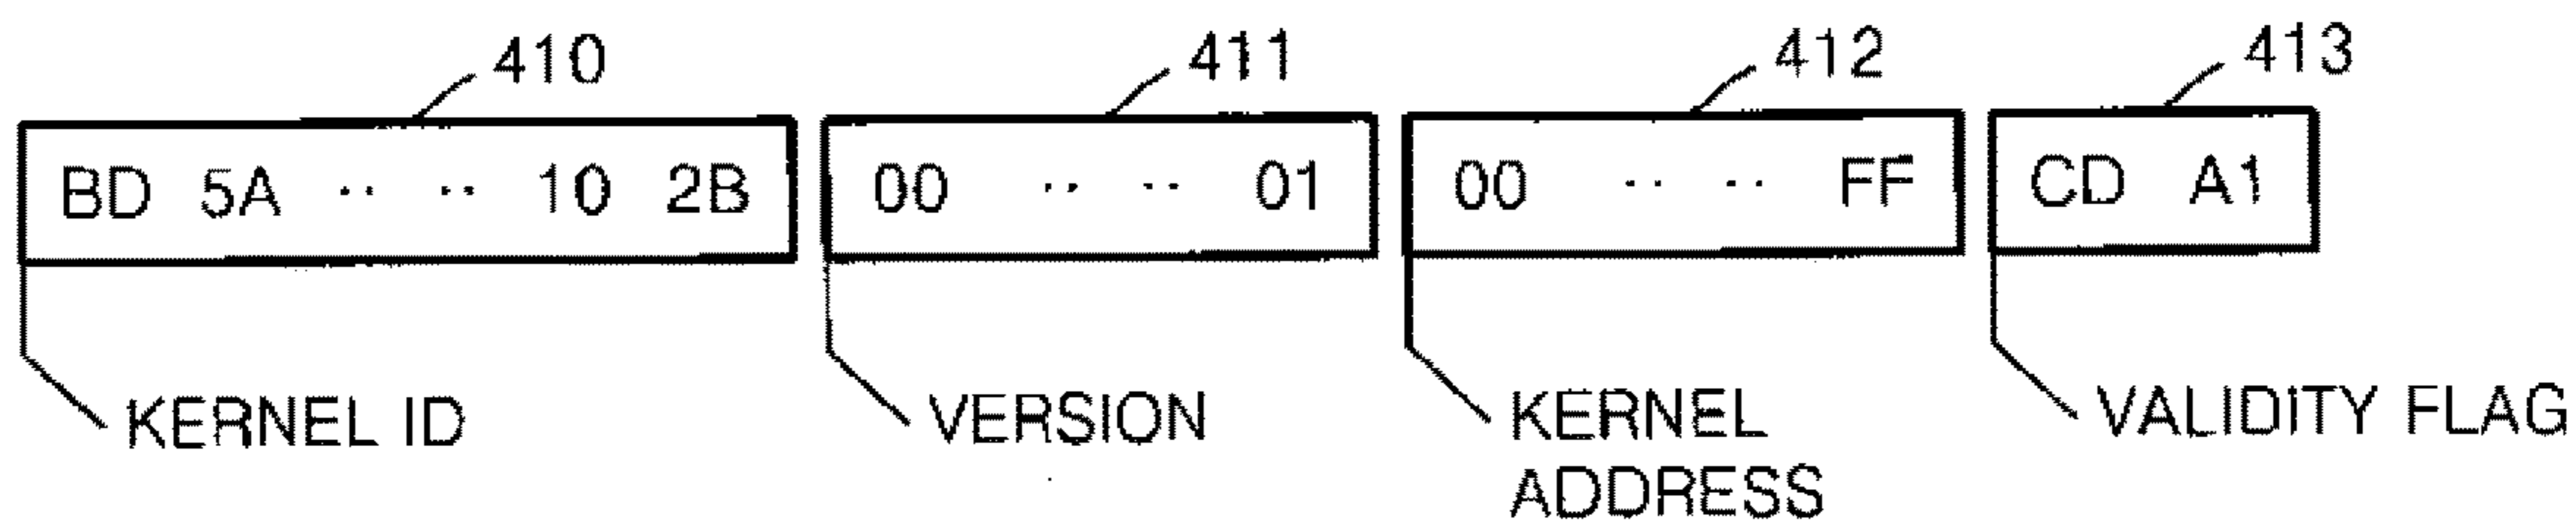 410 411 412 413
BD 5A ·· ·· 10 2B 00 ·· ·· 01 00 ·· ·· FF CD A1
KERNEL ID VERSION KERNEL VALIDITY FLAG
ADDRESS